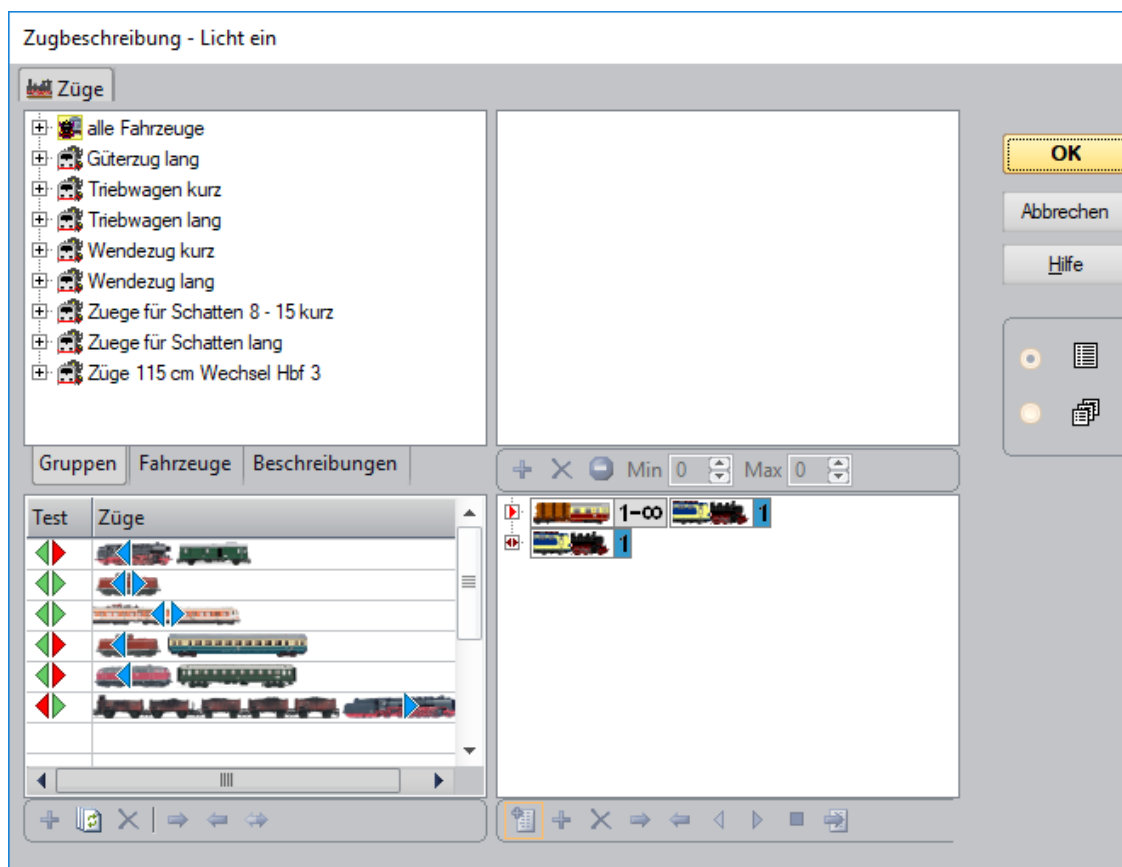 Zugbeschreibung - Licht ein
Züge
alle Fahrzeuge
Güterzug lang
Triebwagen kurz
Triebwagen lang
Wendezug kurz
Wendezug lang
Zuege für Schatten 8 - 15 kurz
Zuege für Schatten lang
Züge 115 cm Wechsel Hbf 3
Gruppen Fahrzeuge Beschreibungen
Test Züge
Min 0 Max 0
1-∞ 1
1
OK
Abbrechen
Hilfe